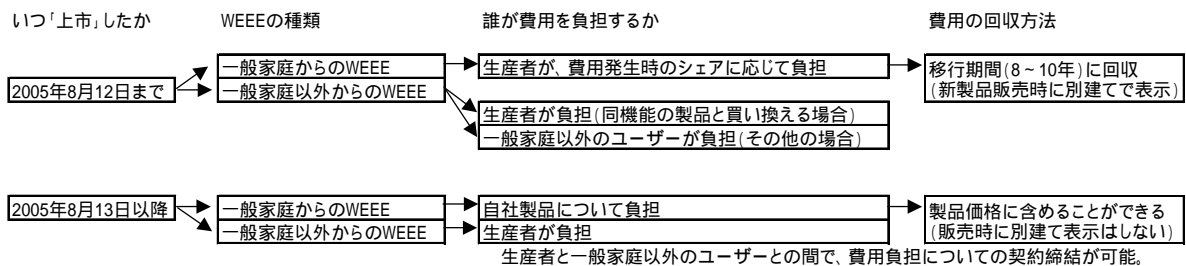 いつ「上市」したか WEEEの種類 誰が費用を負担するか 費用の回収方法
一般家庭からのWEEE 生産者が、費用発生時のシェアに応じて負担 移行期間(8~10年)に回収
2005年8月12日まで 一般家庭以外からのWEEE (新製品販売時に別建てで表示)
生産者が負担(同機能の製品と買い換える場合)
一般家庭以外のユーザーが負担(その他の場合)
2005年8月13日以降 一般家庭からのWEEE 自社製品について負担 製品価格に含めることができる
一般家庭以外からのWEEE 生産者が負担 (販売時に別建て表示はしない)
生産者と一般家庭以外のユーザーとの間で、費用負担についての契約締結が可能。